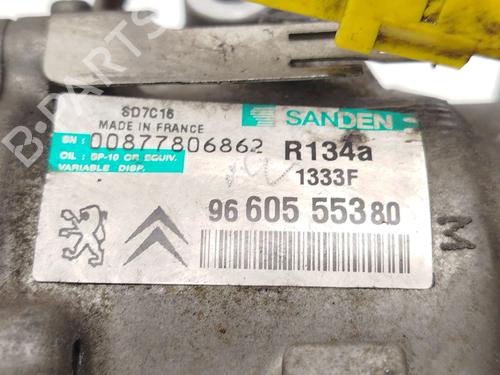 B-PARTS
SD7C16
MADE IN FRANCE
SANDEN
SN: 00877806862
R134a
OIL: SP-10 OR EQUIV.
VARIABLE DISP.
1333F
96 605 553 80
M